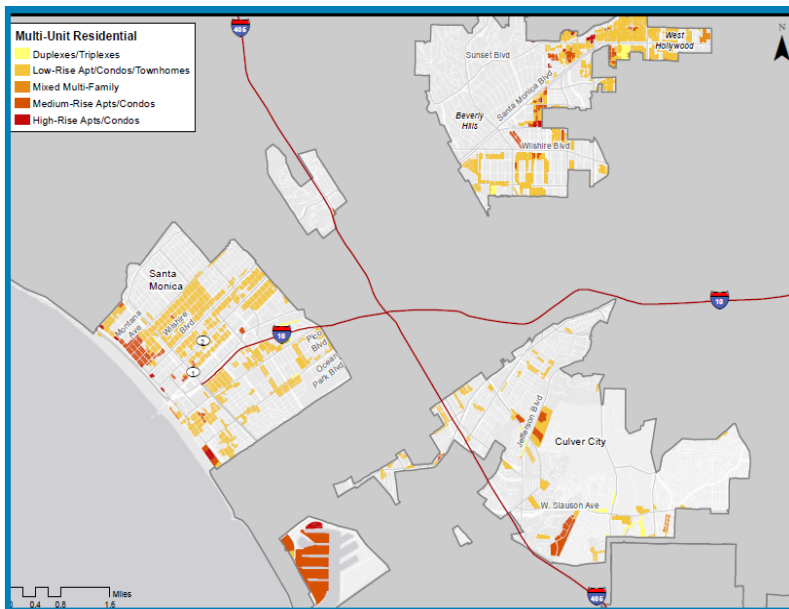 Multi-Unit Residential
Duplexes/Triplexes
Low-Rise Apt/Condos/Townhomes
Mixed Multi-Family
Medium-Rise Apts/Condos
High-Rise Apts/Condos
405
N
West
Hollywood
Sunset Blvd
Santa Monica Blvd
Beverly
Hills
Wilshire Blvd
Santa
Monica
Montana
Ave
Wilshire
Blvd
2
10
10
1
Pico
Blvd
Ocean
Park Blvd
Jefferson Blvd
Culver City
W. Slauson Ave
Miles
0 0.4 0.8 1.6
405